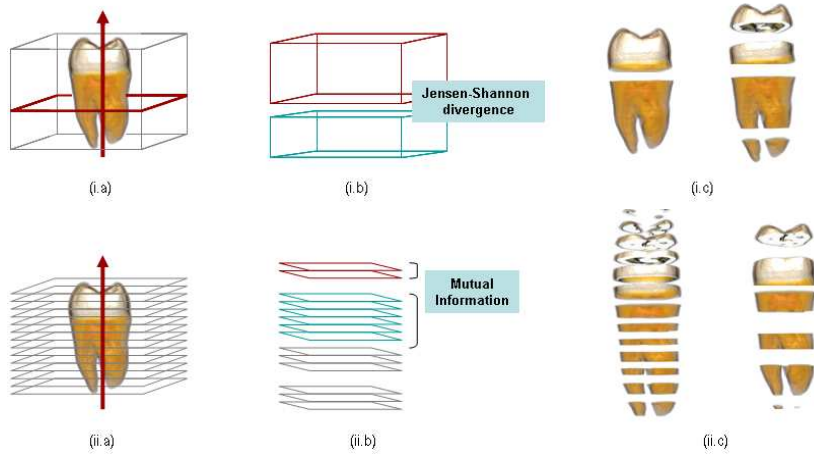 Jensen-Shannon
divergence
(i.a)
(i.b)
(i.c)
Mutual
Information
(ii.a)
(ii.b)
(ii.c)